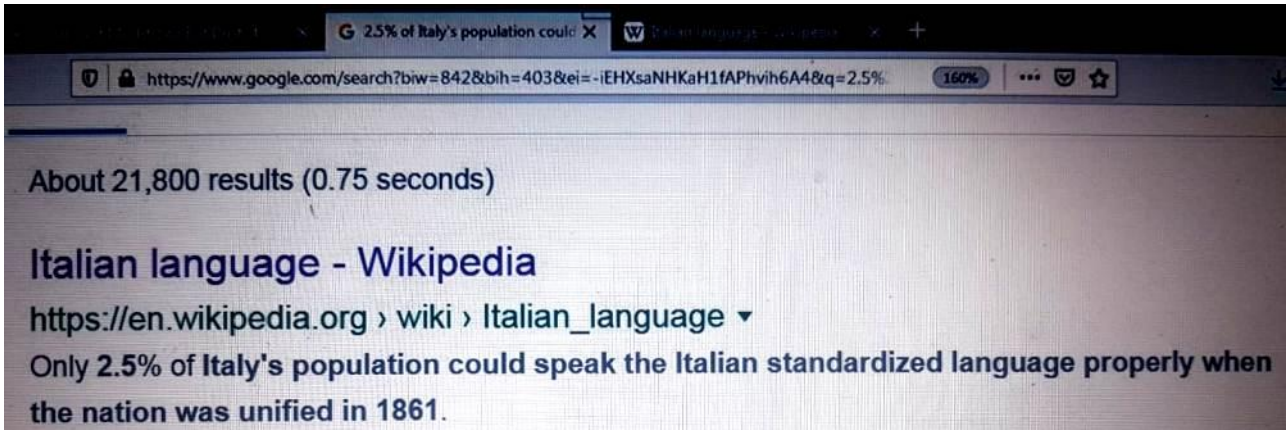 2.5% of Italy's population could
https://www.google.com/search?biw=842&bih=403&ei=-iEHXsaNHKaH1fAPhvih6A4&q=2.5% 160%
About 21,800 results (0.75 seconds)
Italian language - Wikipedia
https://en.wikipedia.org › wiki › Italian_language
Only 2.5% of Italy's population could speak the Italian standardized language properly when
the nation was unified in 1861.